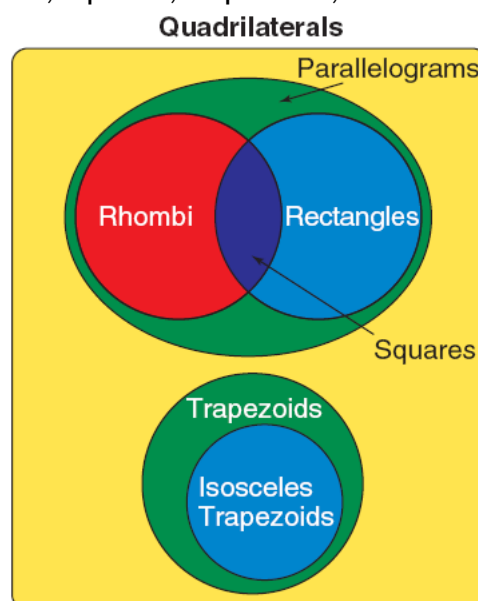 Quadrilaterals
Parallelograms
Rhombi
Rectangles
Squares
Trapezoids
Isosceles
Trapezoids